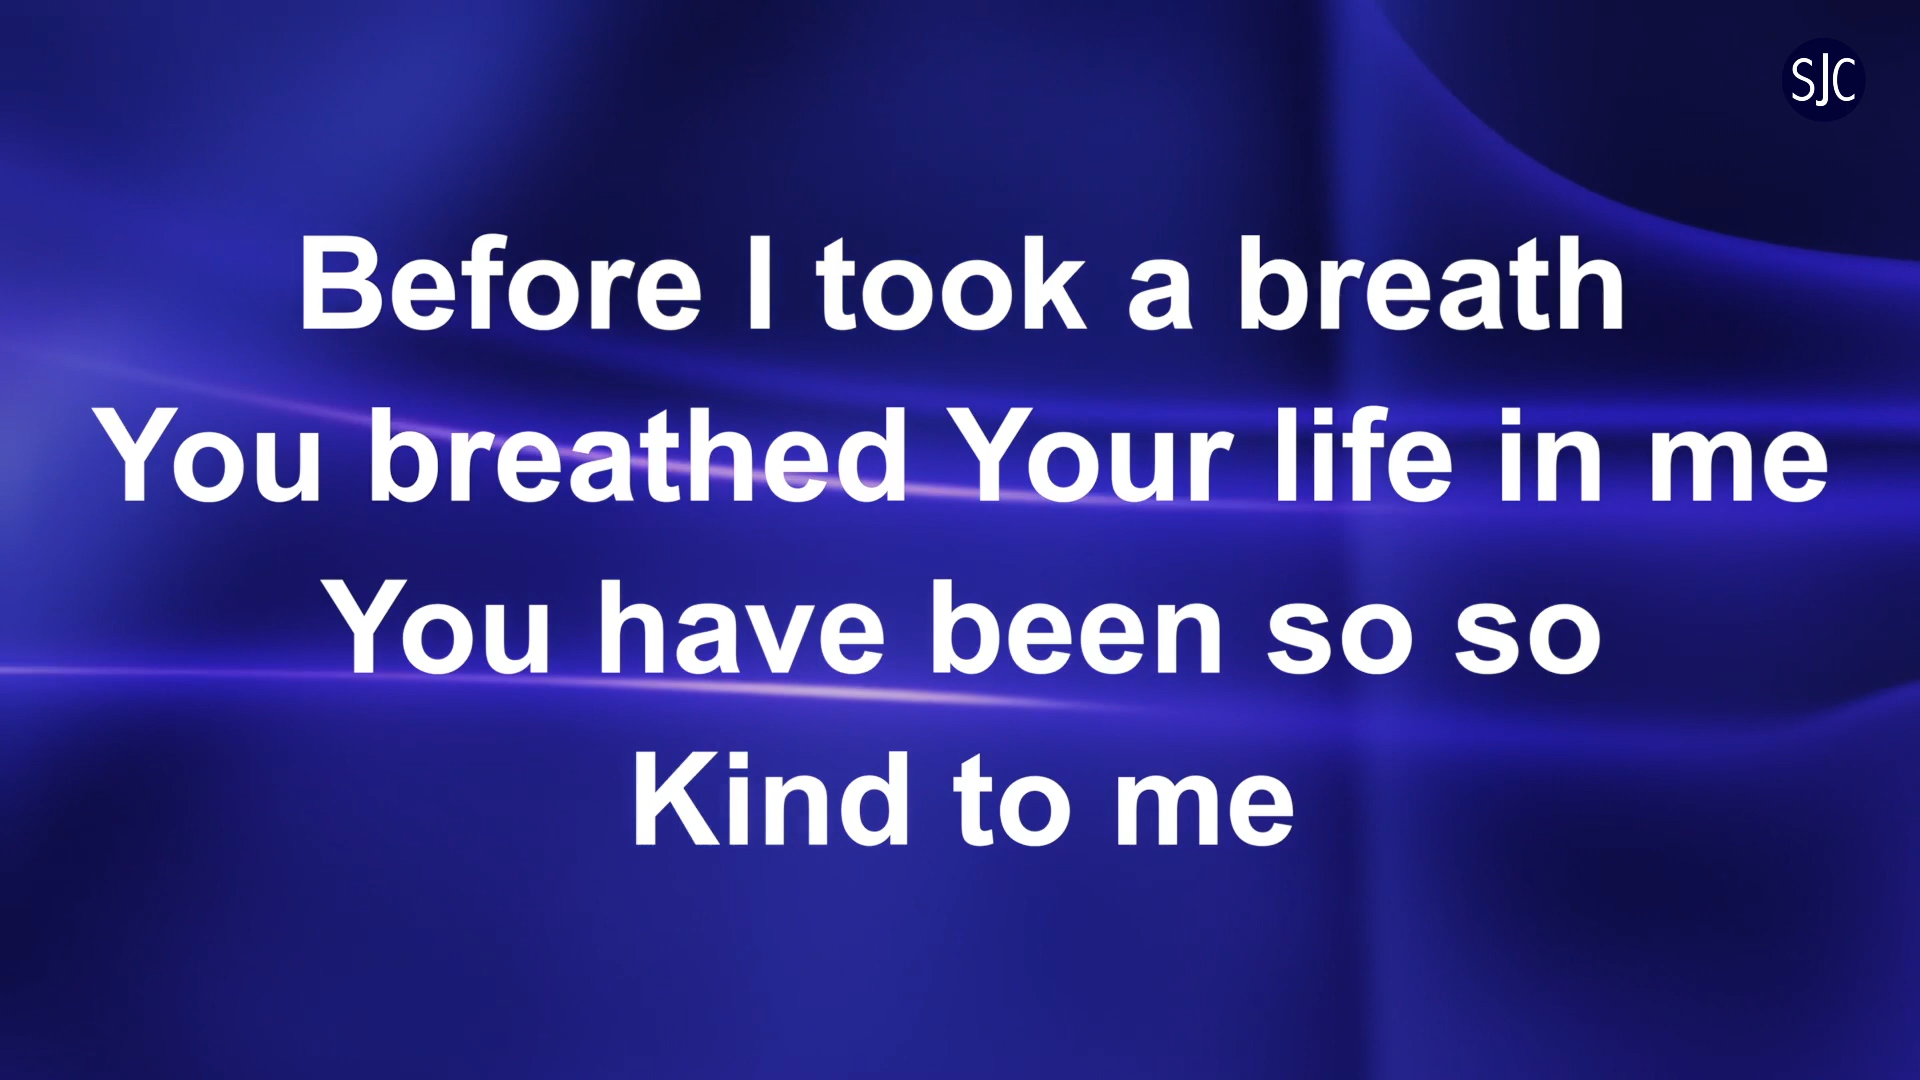 SJC
Before I took a breath
You breathed Your life in me
You have been so so
Kind to me